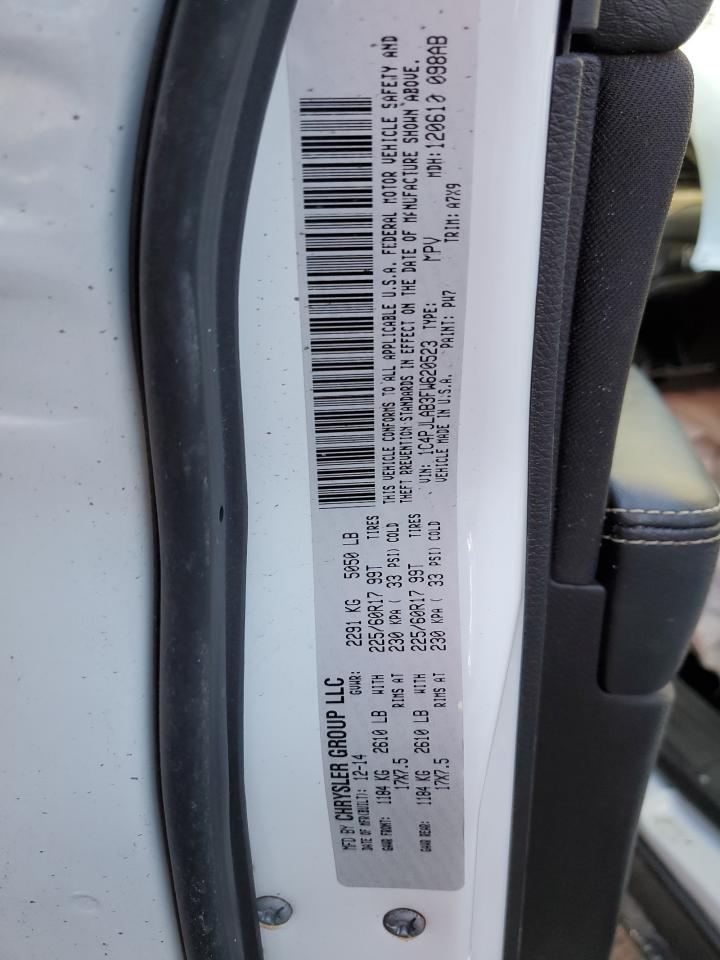 MFD BY CHRYSLER GROUP LLC
DATE OF MFR(BUILT): 12-14 GVWR: 2291 KG 5050 LB
GAWR FRONT: 1184 KG 2610 LB WITH 225/60R17 99T TIRES
17X7.5 RIMS AT 230 KPA ( 33 PSI) COLD
GAWR REAR: 1184 KG 2610 LB WITH 225/60R17 99T TIRES
17X7.5 RIMS AT 230 KPA ( 33 PSI) COLD
THIS VEHICLE CONFORMS TO ALL APPLICABLE U.S.A. FEDERAL MOTOR VEHICLE SAFETY AND
THEFT PREVENTION STANDARDS IN EFFECT ON THE DATE OF MANUFACTURE SHOWN ABOVE.
VIN: 1C4PJLAB3FW620523 TYPE: MPV MDH:120610 098AB
VEHICLE MADE IN U.S.A. PAINT: PW7 TRIM: A7X9